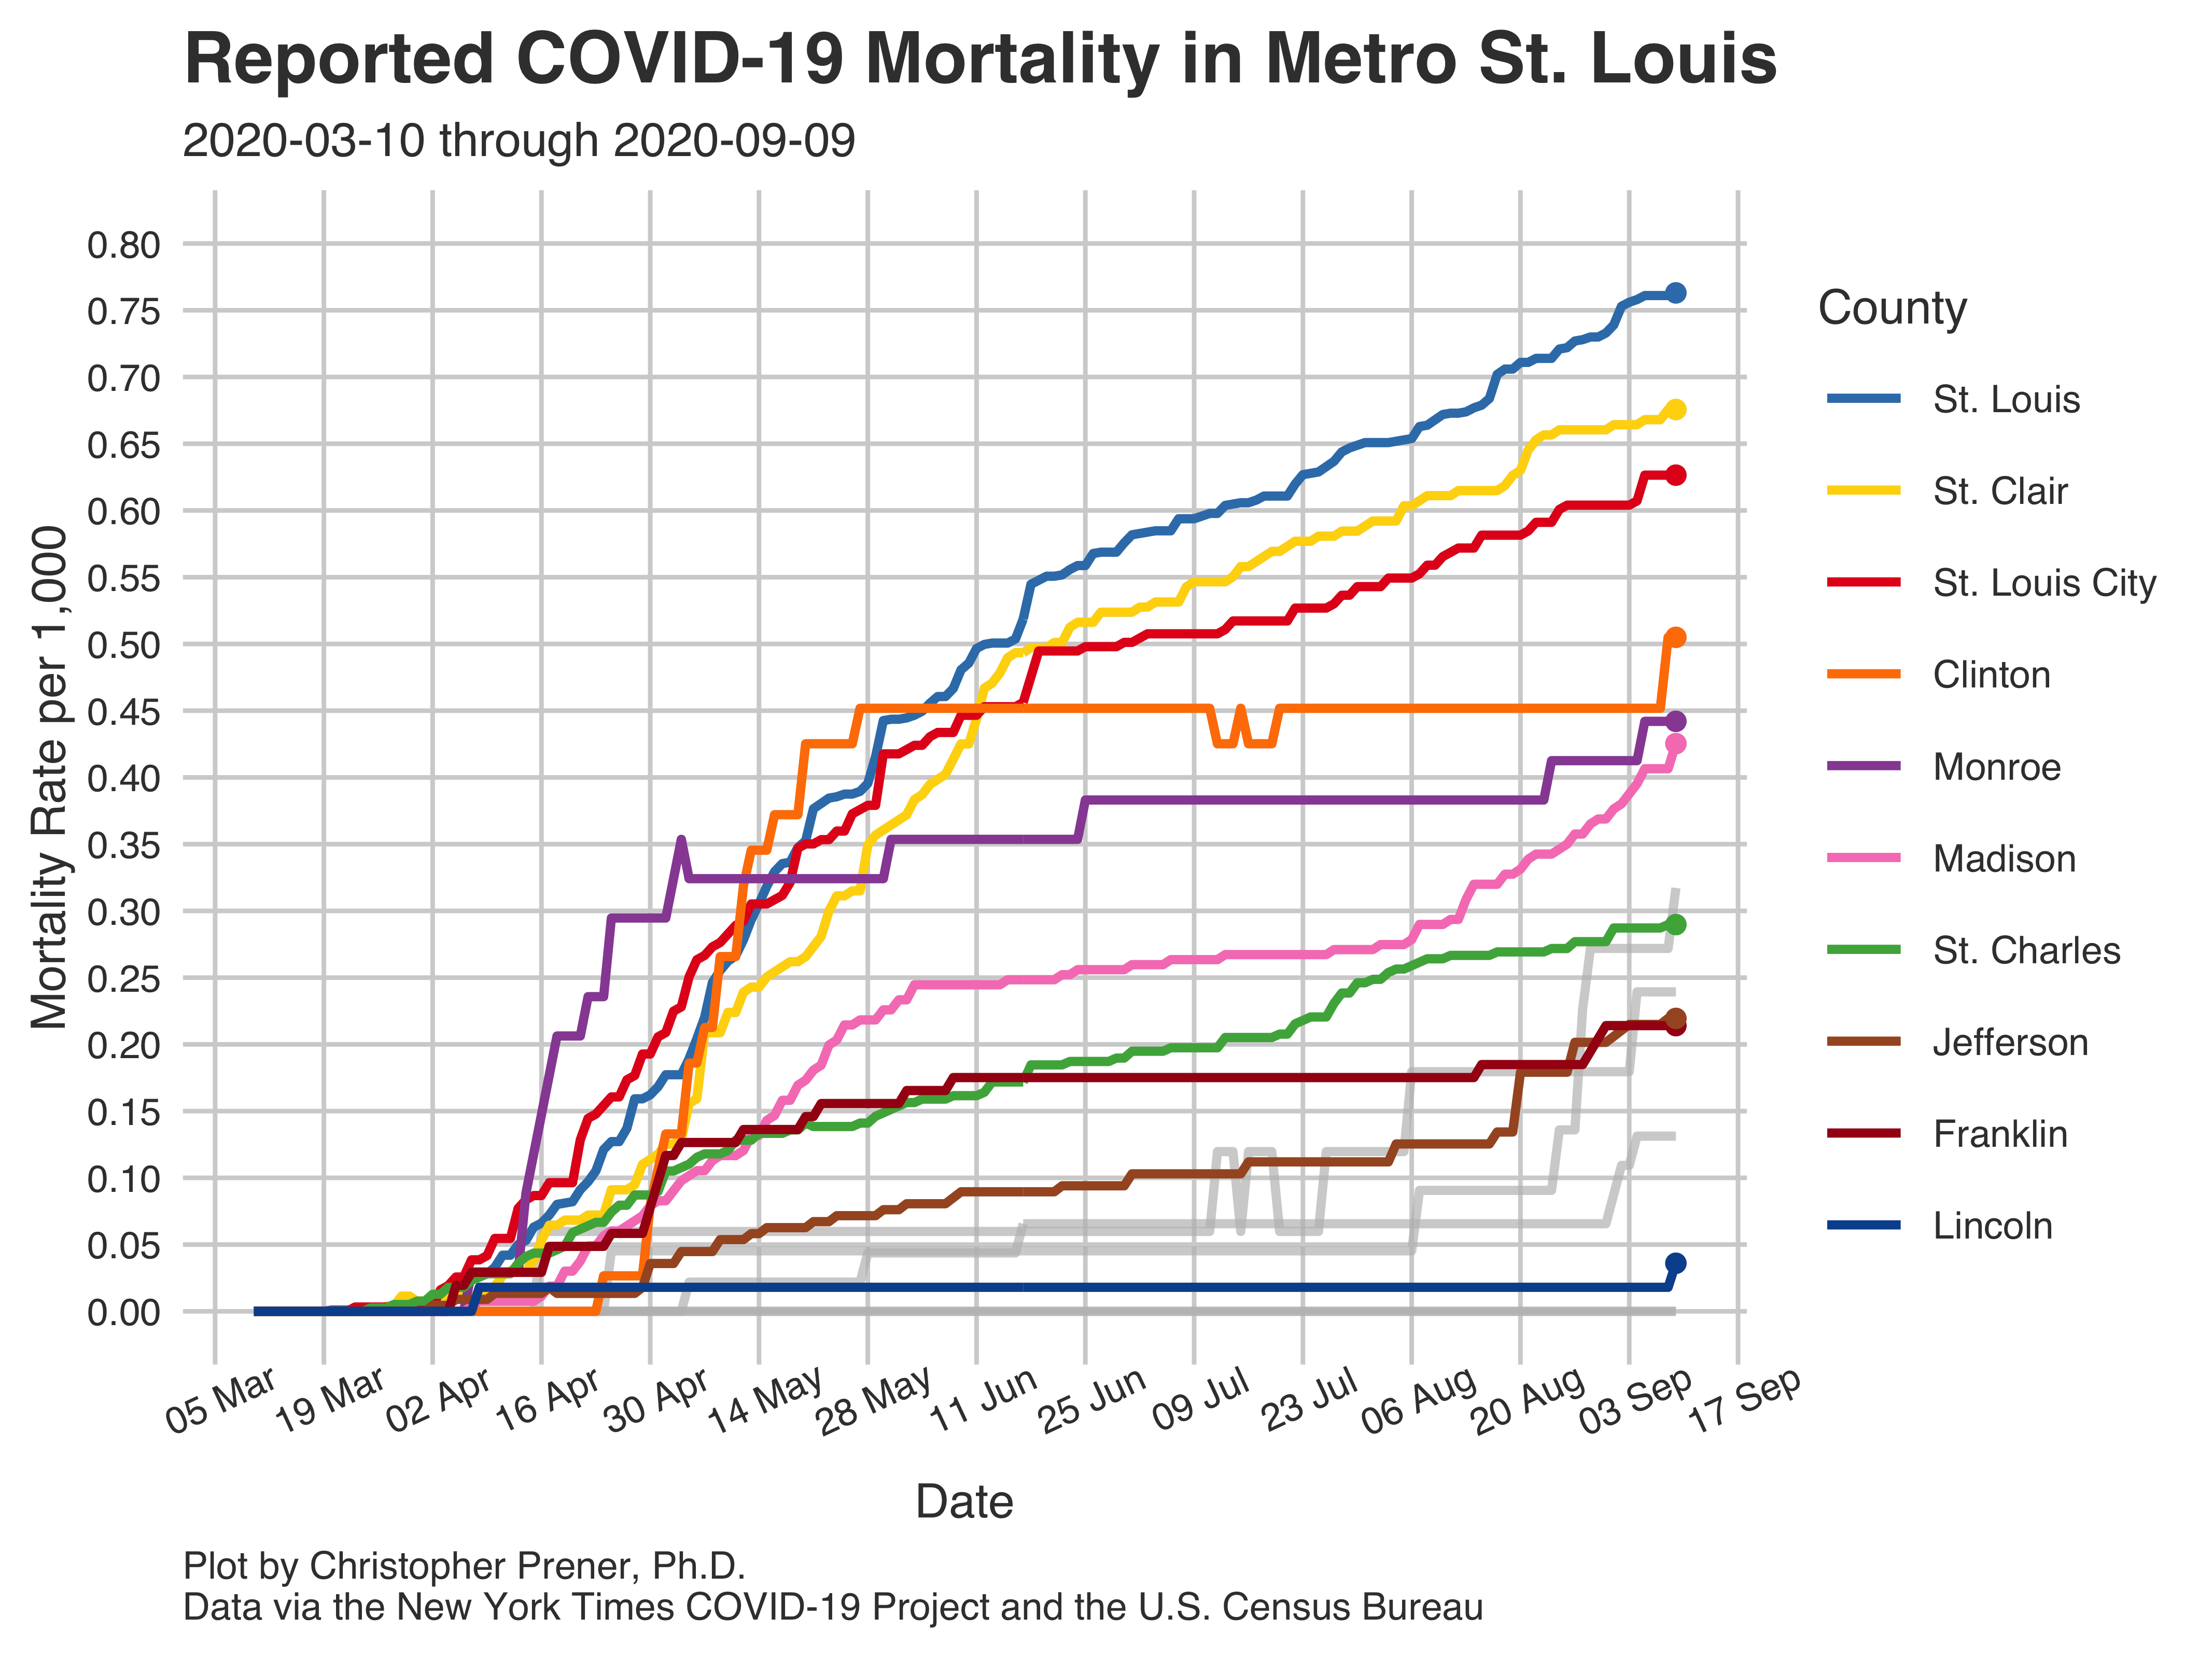 Reported COVID-19 Mortality in Metro St. Louis
2020-03-10 through 2020-09-09
Mortality Rate per 1,000
0.80
0.75
0.70
0.65
0.60
0.55
0.50
0.45
0.40
0.35
0.30
0.25
0.20
0.15
0.10
0.05
0.00
05 Mar
19 Mar
02 Apr
16 Apr
30 Apr
14 May
28 May
11 Jun
25 Jun
09 Jul
23 Jul
06 Aug
20 Aug
03 Sep
17 Sep
Date
County
St. Louis
St. Clair
St. Louis City
Clinton
Monroe
Madison
St. Charles
Jefferson
Franklin
Lincoln
Plot by Christopher Prener, Ph.D.
Data via the New York Times COVID-19 Project and the U.S. Census Bureau